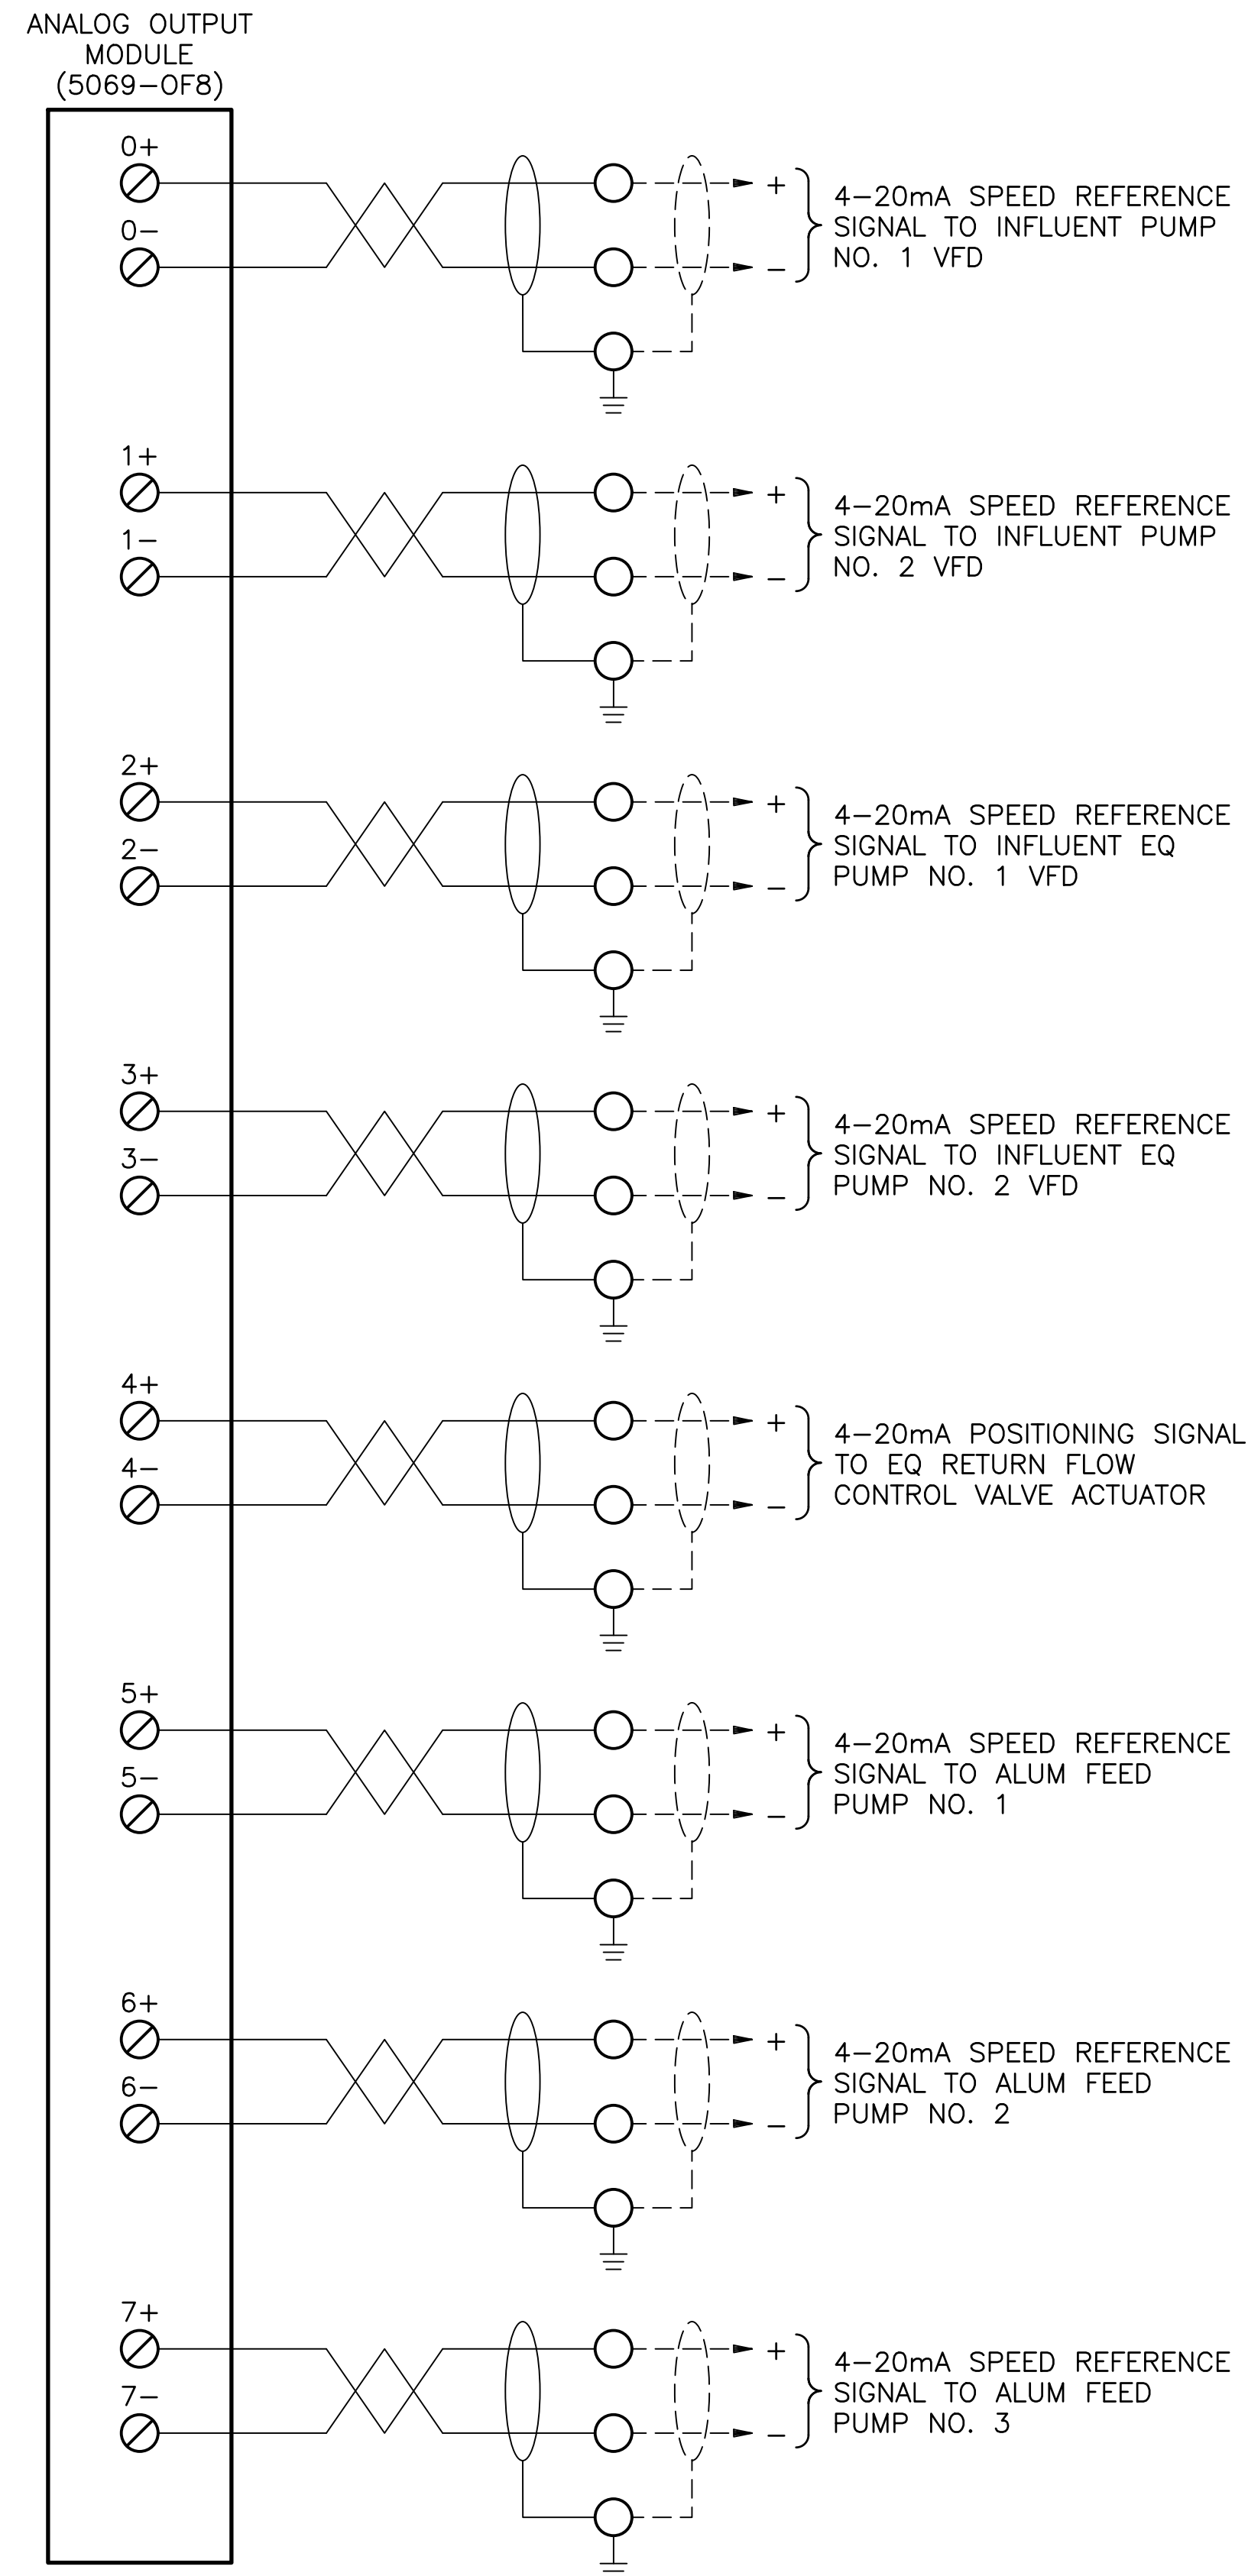 ANALOG OUTPUT
MODULE
(5069-OF8)
0+
0-
+
-
4-20mA SPEED REFERENCE
SIGNAL TO INFLUENT PUMP
NO. 1 VFD
1+
1-
+
-
4-20mA SPEED REFERENCE
SIGNAL TO INFLUENT PUMP
NO. 2 VFD
2+
2-
+
-
4-20mA SPEED REFERENCE
SIGNAL TO INFLUENT EQ
PUMP NO. 1 VFD
3+
3-
+
-
4-20mA SPEED REFERENCE
SIGNAL TO INFLUENT EQ
PUMP NO. 2 VFD
4+
4-
+
-
4-20mA POSITIONING SIGNAL
TO EQ RETURN FLOW
CONTROL VALVE ACTUATOR
5+
5-
+
-
4-20mA SPEED REFERENCE
SIGNAL TO ALUM FEED
PUMP NO. 1
6+
6-
+
-
4-20mA SPEED REFERENCE
SIGNAL TO ALUM FEED
PUMP NO. 2
7+
7-
+
-
4-20mA SPEED REFERENCE
SIGNAL TO ALUM FEED
PUMP NO. 3